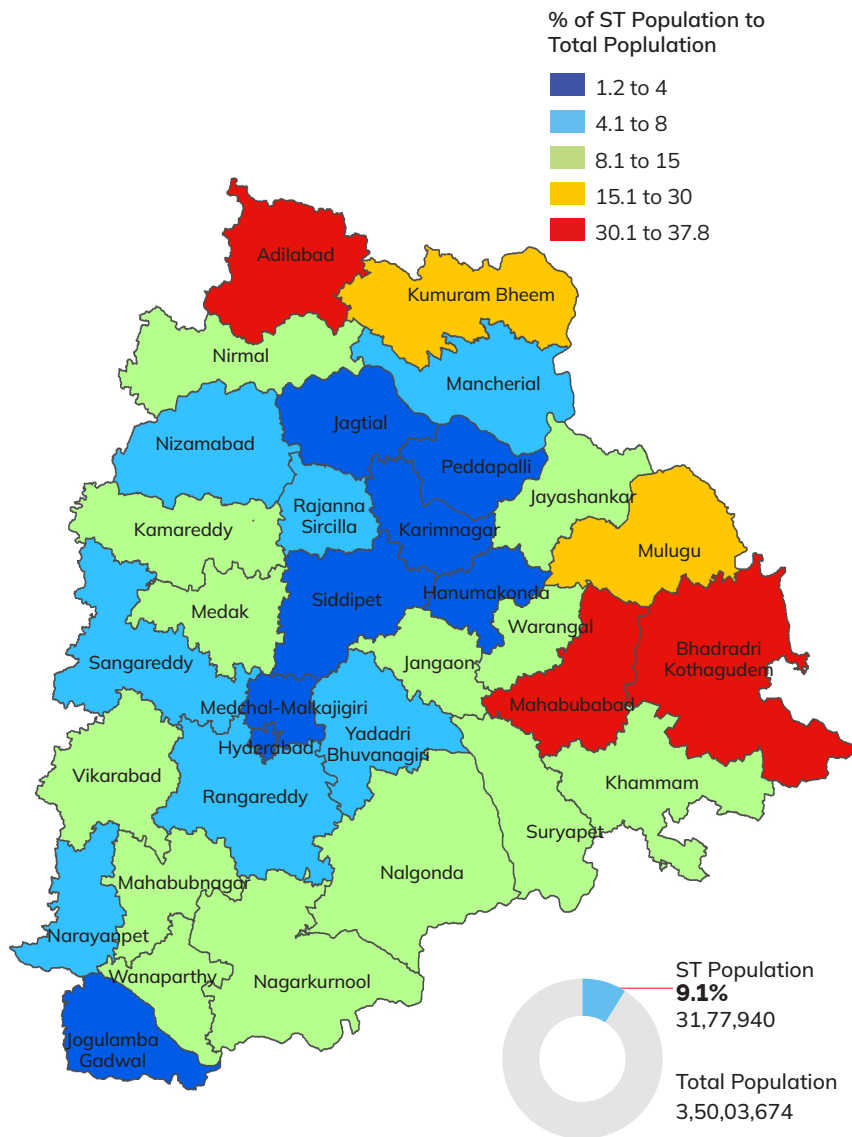 % of ST Population to
Total Poplulation
1.2 to 4
4.1 to 8
8.1 to 15
15.1 to 30
30.1 to 37.8
Adilabad
Kumuram Bheem
Nirmal
Mancherial
Jagtial
Nizamabad
Peddapalli
Jayashankar
Rajanna
Sircilla
Kamareddy
Karimnagar
Mulugu
Hanumakonda
Siddipet
Medak
Warangal
Bhadradri
Kothagudem
Sangareddy
Jangaon
Mahabubabad
Medchal-Malkajigiri
Yadadri
Bhuvanagiri
Hyderabad
Vikarabad
Khammam
Rangareddy
Suryapet
Nalgonda
Mahabubnagar
Narayanpet
Wanaparthy
Nagarkurnool
Jogulamba
Gadwal
ST Population
9.1%
31,77,940
Total Population
3,50,03,674